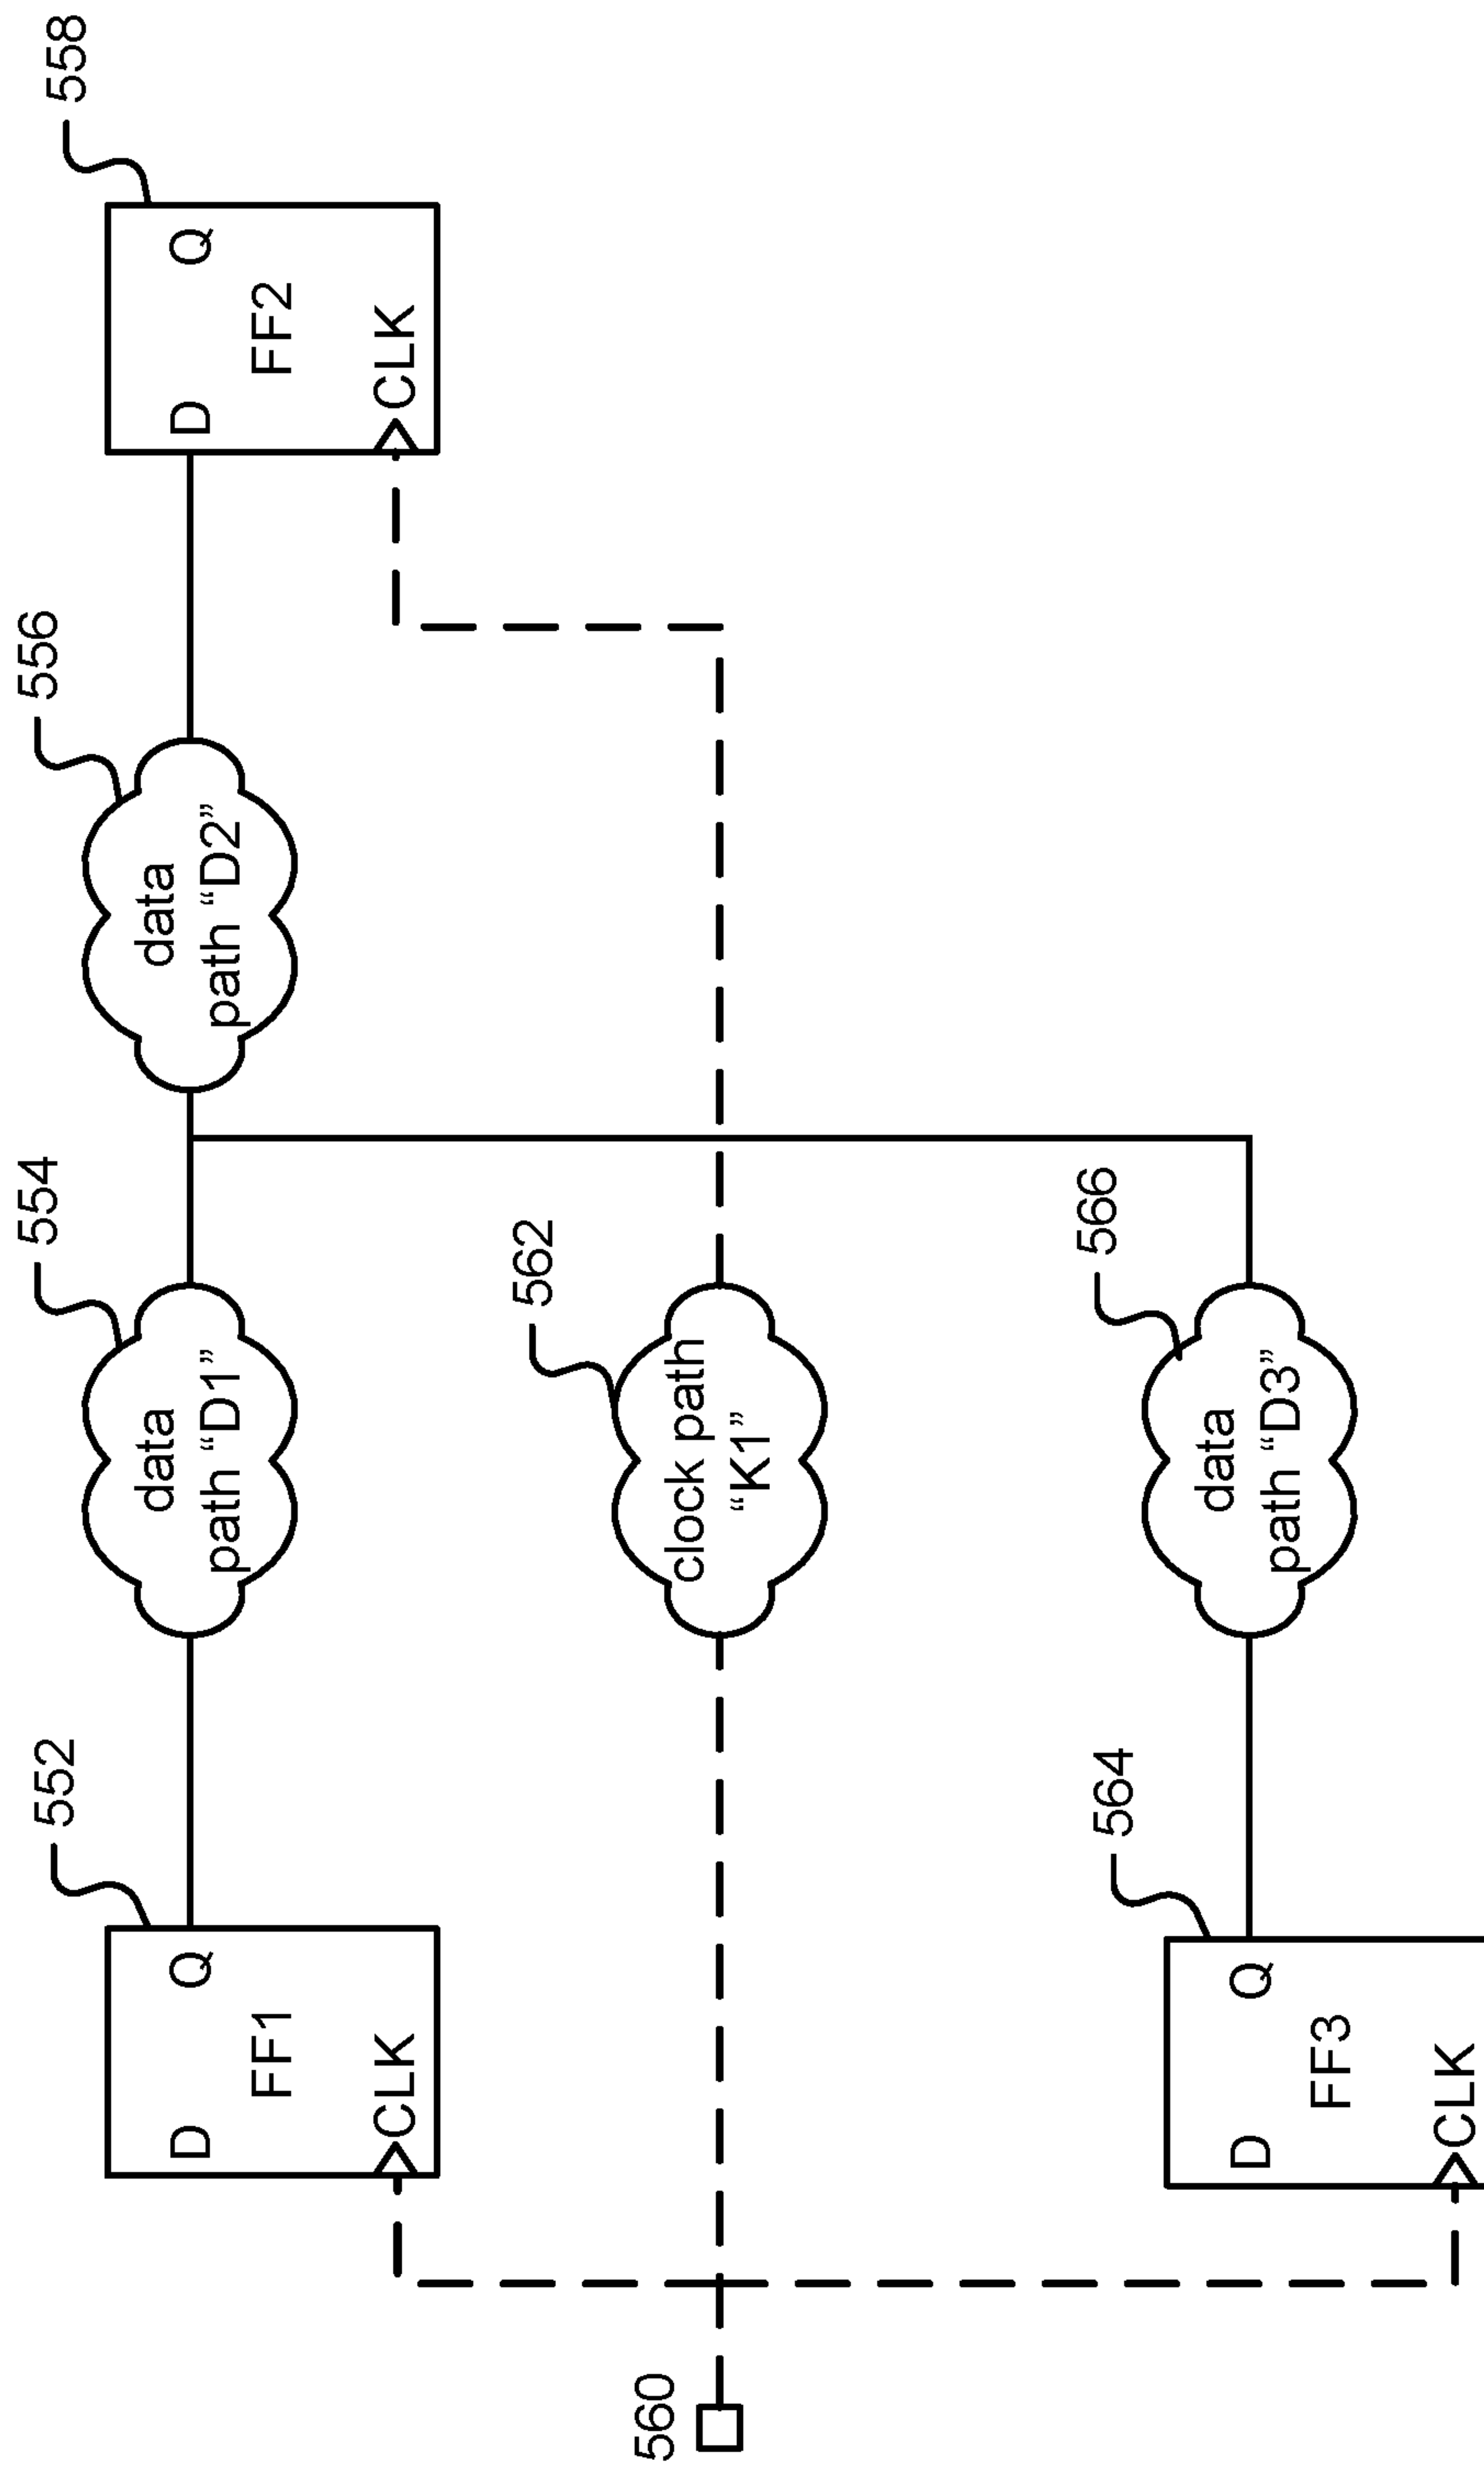 552
554
556
558
D
Q
FF1
CLK
data
path “D1”
data
path “D2”
D
Q
FF2
CLK
560
562
clock path
“K1”
564
566
D
Q
FF3
CLK
data
path “D3”